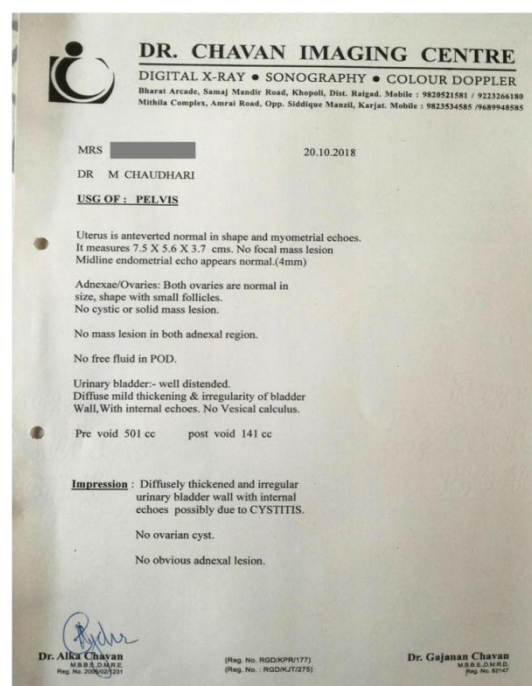 DR. CHAVAN IMAGING CENTRE
DIGITAL X-RAY ● SONOGRAPHY ● COLOUR DOPPLER
Bharat Arcade, Samaj Mandir Road, Khopoli, Dist. Raigad. Mobile : 9820521581 / 9223266180
Mithila Complex, Amrai Road, Opp. Siddique Manzil, Karjat. Mobile : 9823534585 /9689948585
MRS 20.10.2018
DR M CHAUDHARI
USG OF : PELVIS
Uterus is anteverted normal in shape and myometrial echoes.
It measures 7.5 X 5.6 X 3.7 cms. No focal mass lesion
Midline endometrial echo appears normal.(4mm)
Adnexae/Ovaries: Both ovaries are normal in
size, shape with small follicles.
No cystic or solid mass lesion.
No mass lesion in both adnexal region.
No free fluid in POD.
Urinary bladder:- well distended.
Diffuse mild thickening & irregularity of bladder
Wall,With internal echoes. No Vesical calculus.
Pre void 501 cc post void 141 cc
Impression : Diffusely thickened and irregular
urinary bladder wall with internal
echoes possibly due to CYSTITIS.
No ovarian cyst.
No obvious adnexal lesion.
Dr. Alka Chavan
M.B.B.S.,D.M.R.E.
Reg. No. 2006/02/1231
(Reg. No. RGD/KPR/177)
(Reg. No. : RGD/KJT/275)
Dr. Gajanan Chavan
M.B.B.S.,D.M.R.D.
Reg. No. 82147